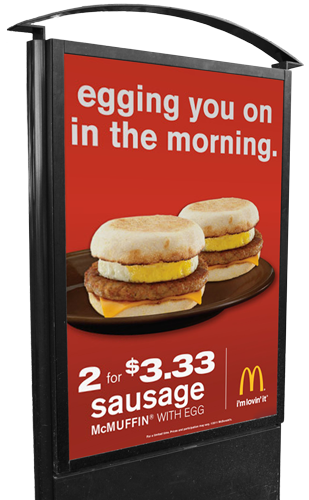 egging you on
in the morning.
2 for $3.33
sausage
McMUFFIN® WITH EGG
i'm lovin' it®